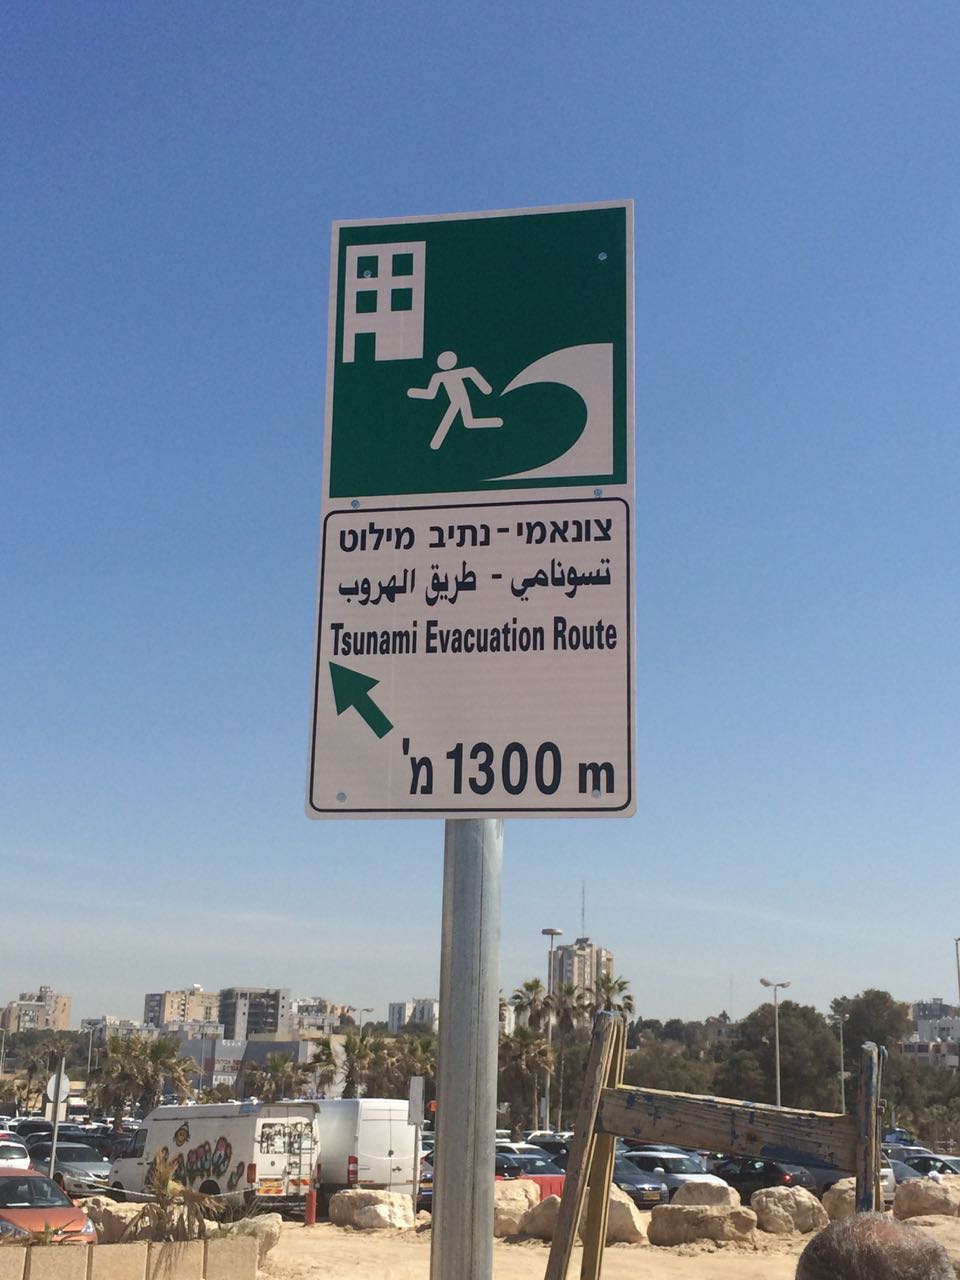 צונאמי - נתיב מילוט
تسونامي - طريق الهروب
Tsunami Evacuation Route
1300 m מ'